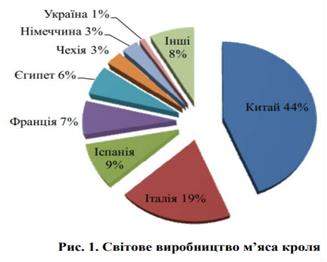 Україна 1%
Німеччина 3%
Чехія 3%
Єгипет 6%
Франція 7%
Іспанія
9%
Італія 19%
Китай 44%
Інші
8%
Рис. 1. Світове виробництво м’яса кроля